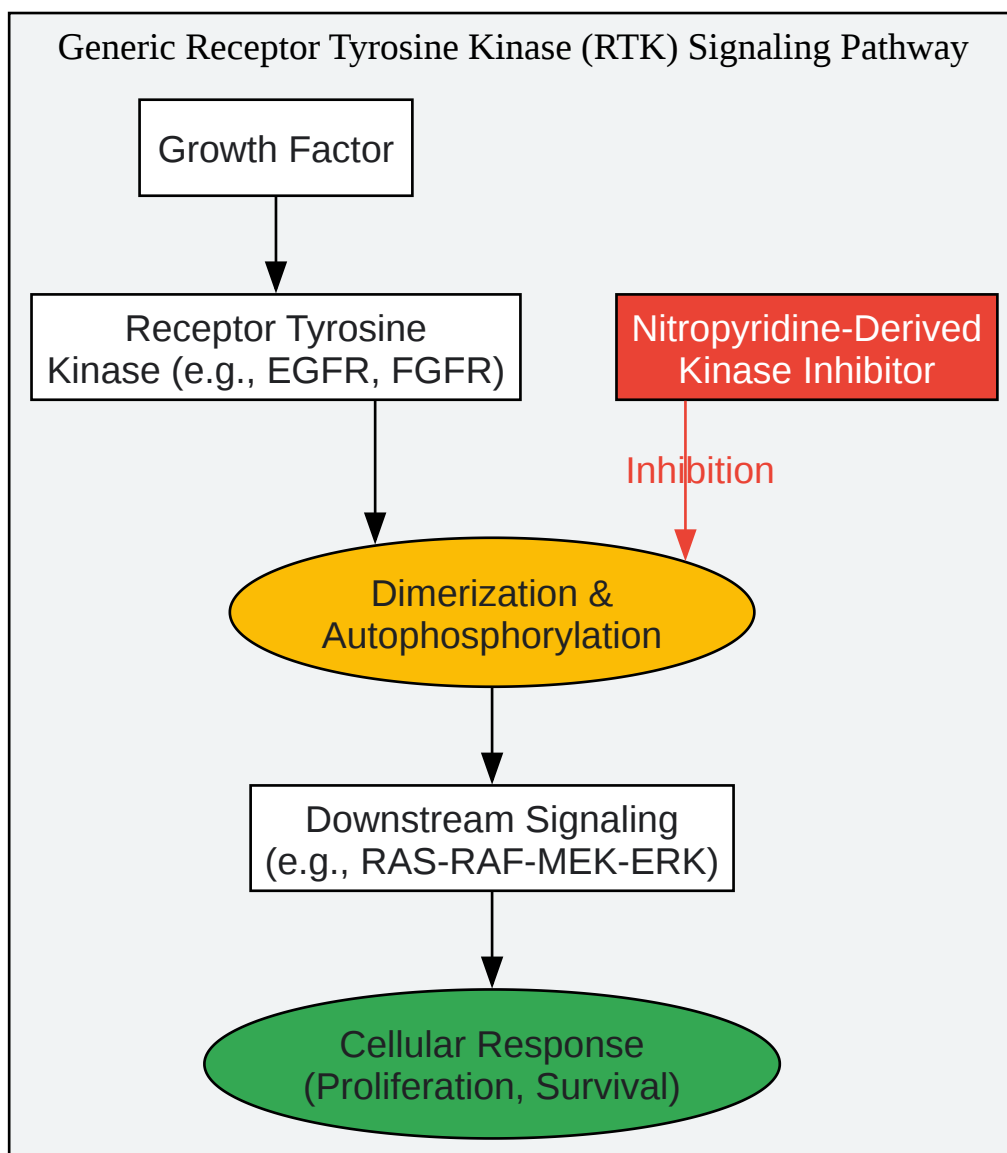 Generic Receptor Tyrosine Kinase (RTK) Signaling Pathway
Growth Factor
Receptor Tyrosine
Kinase (e.g., EGFR, FGFR)
Nitropyridine-Derived
Kinase Inhibitor
Inhibition
Dimerization &
Autophosphorylation
Downstream Signaling
(e.g., RAS-RAF-MEK-ERK)
Cellular Response
(Proliferation, Survival)